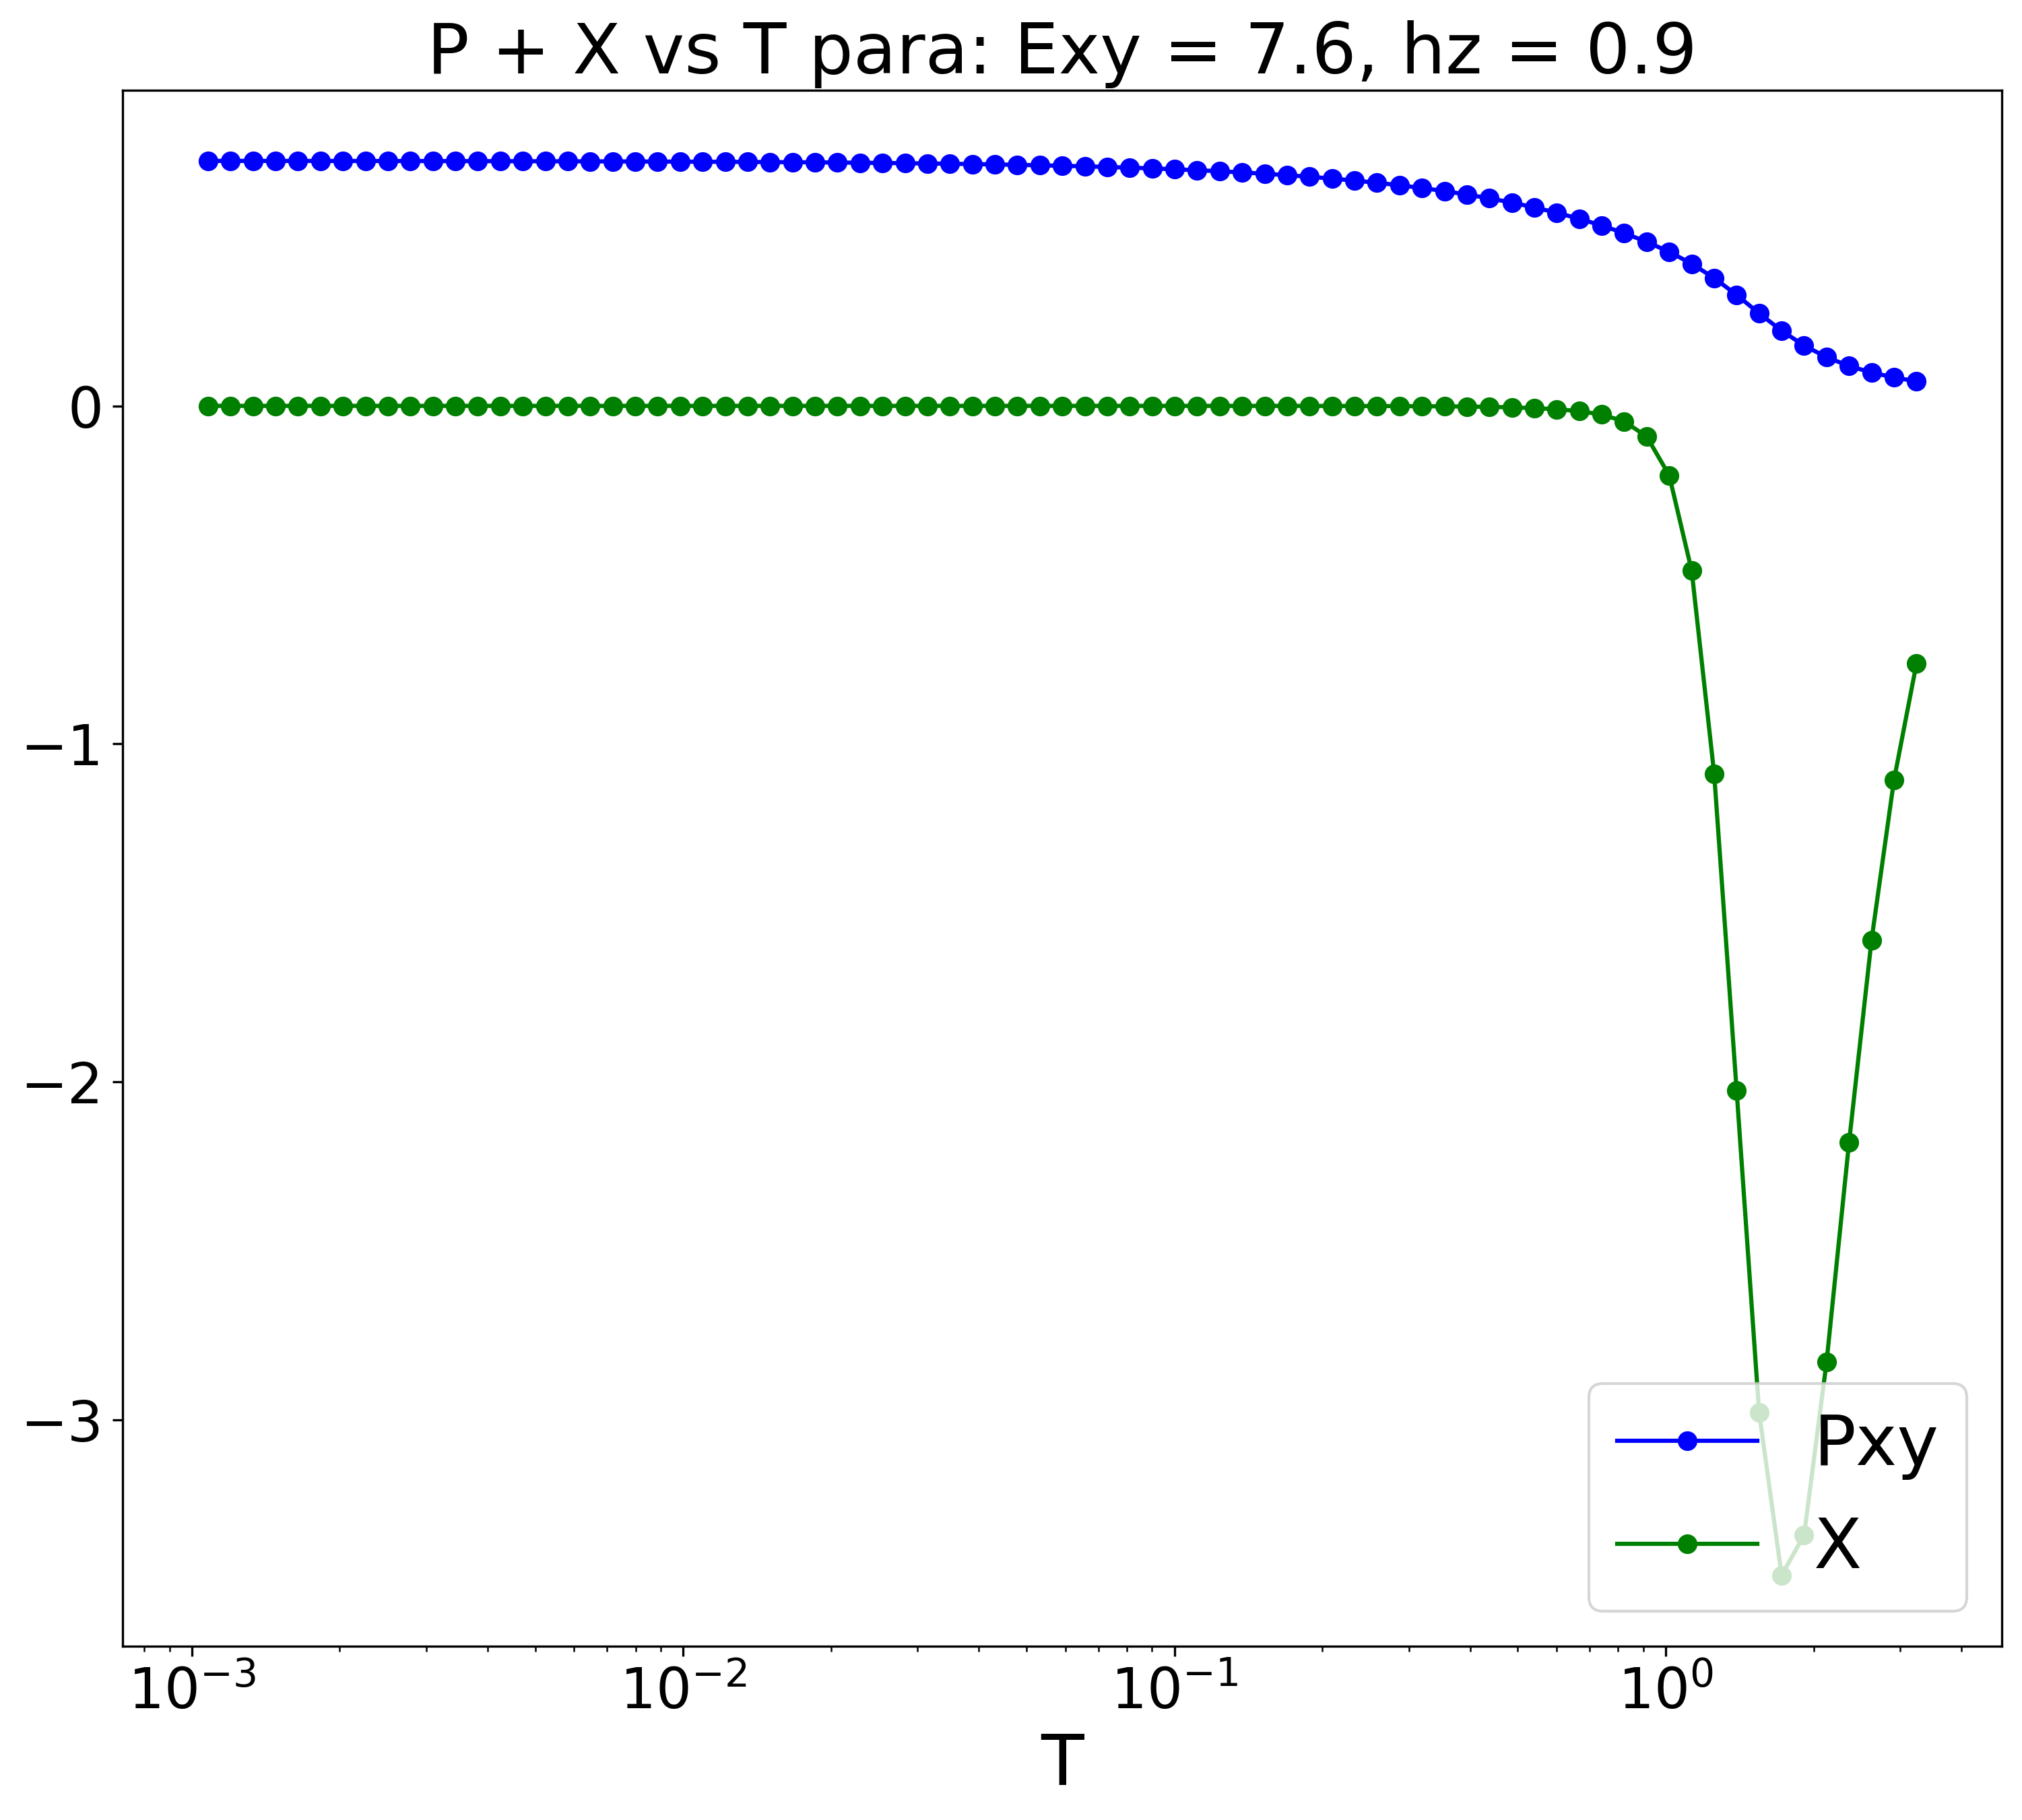 P + X vs T para: Exy = 7.6, hz = 0.9
0
−1
−2
−3
Pxy
X
10⁻³ 10⁻² 10⁻¹ 10⁰
T